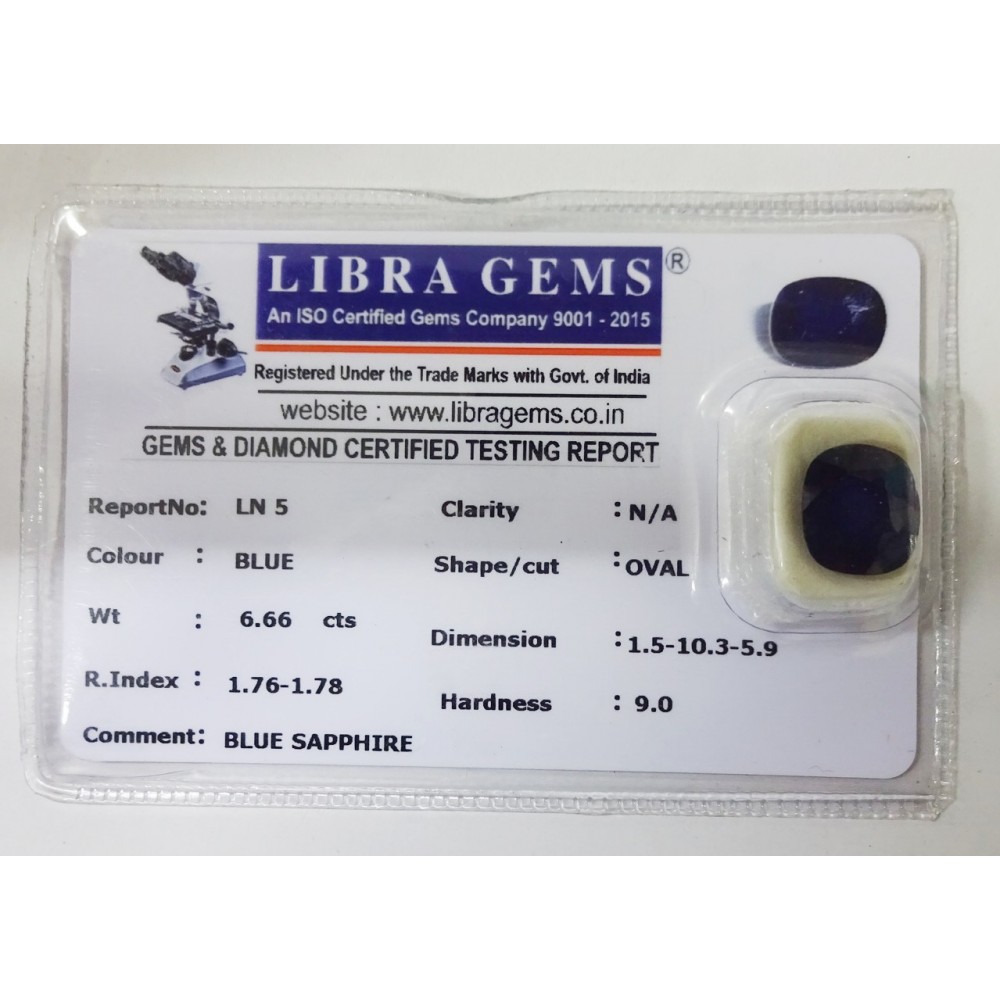 LIBRA GEMS ®
An ISO Certified Gems Company 9001 - 2015
Registered Under the Trade Marks with Govt. of India
website : www.libragems.co.in
GEMS & DIAMOND CERTIFIED TESTING REPORT
ReportNo: LN 5
Clarity : N/A
Colour : BLUE
Shape/cut : OVAL
Wt : 6.66 cts
Dimension : 1.5-10.3-5.9
R.Index : 1.76-1.78
Hardness : 9.0
Comment: BLUE SAPPHIRE